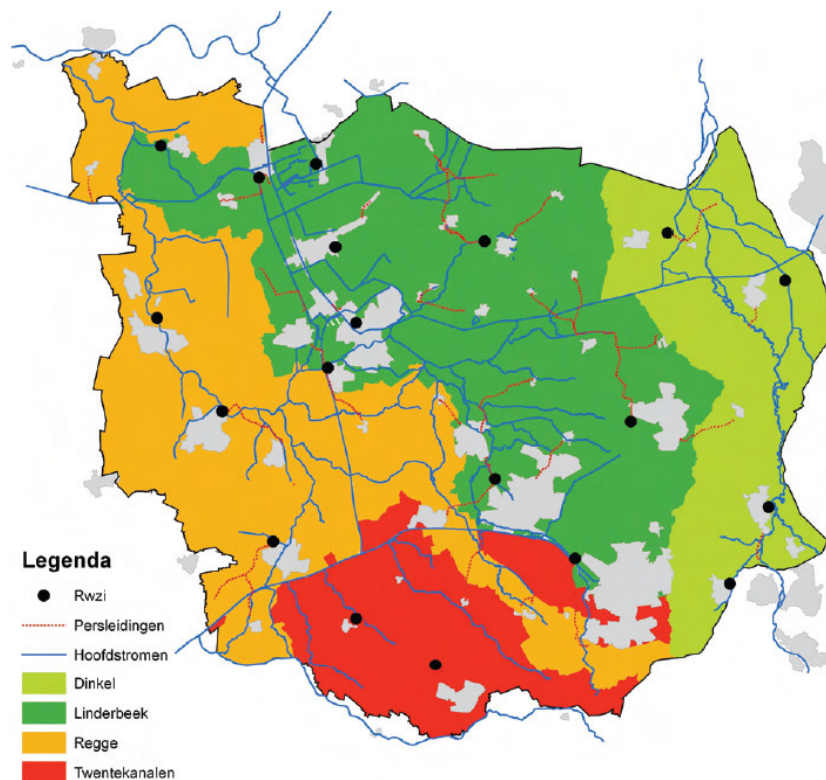 Legenda
Rwzi
Persleidingen
Hoofdstromen
Dinkel
Linderbeek
Regge
Twentekanalen